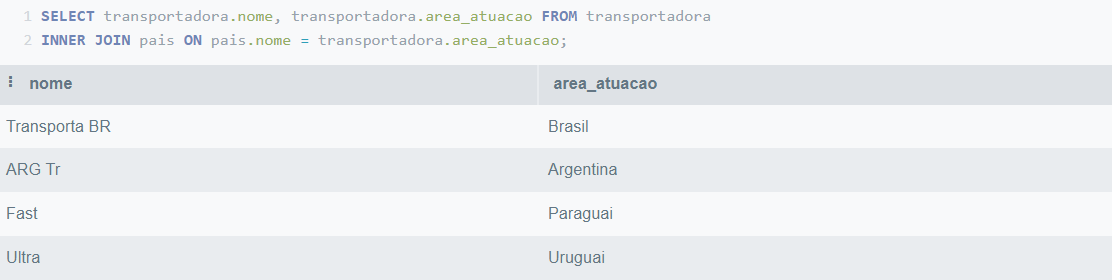 1 SELECT transportadora.nome, transportadora.area_atuacao FROM transportadora
2 INNER JOIN pais ON pais.nome = transportadora.area_atuacao;
nome area_atuacao
Transporta BR Brasil
ARG Tr Argentina
Fast Paraguai
Ultra Uruguai